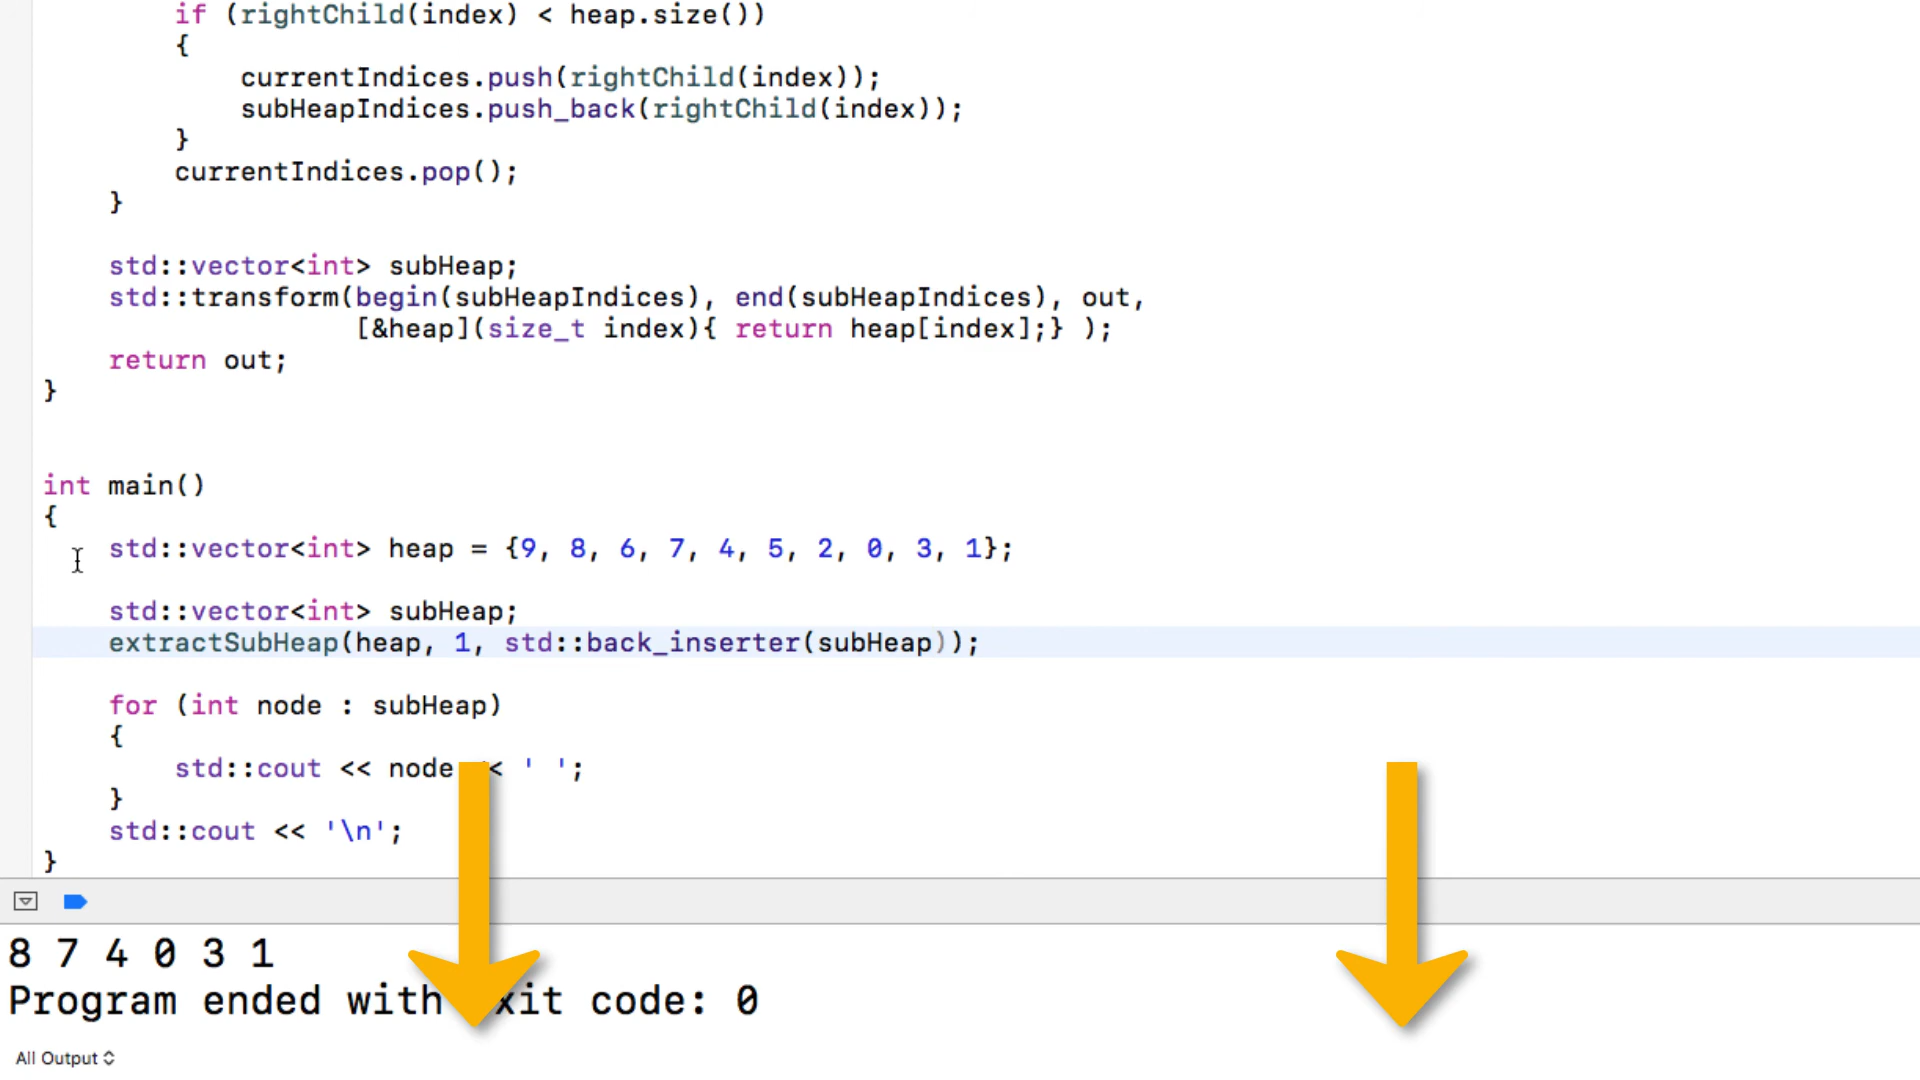 if (rightChild(index) < heap.size())
{
currentIndices.push(rightChild(index));
subHeapIndices.push_back(rightChild(index));
}
currentIndices.pop();
}
std::vector<int> subHeap;
std::transform(begin(subHeapIndices), end(subHeapIndices), out,
[&heap](size_t index){ return heap[index];} );
return out;
}
int main()
{
std::vector<int> heap = {9, 8, 6, 7, 4, 5, 2, 0, 3, 1};
std::vector<int> subHeap;
extractSubHeap(heap, 1, std::back_inserter(subHeap));
for (int node : subHeap)
{
std::cout << node << ' ';
}
std::cout << '\n';
}
8 7 4 0 3 1
Program ended with exit code: 0
All Output